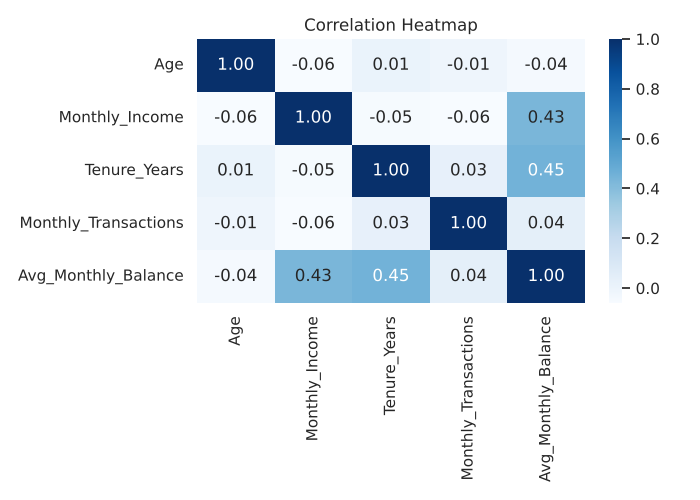 Correlation Heatmap
Age 1.00 -0.06 0.01 -0.01 -0.04
Monthly_Income -0.06 1.00 -0.05 -0.06 0.43
Tenure_Years 0.01 -0.05 1.00 0.03 0.45
Monthly_Transactions -0.01 -0.06 0.03 1.00 0.04
Avg_Monthly_Balance -0.04 0.43 0.45 0.04 1.00
Age
Monthly_Income
Tenure_Years
Monthly_Transactions
Avg_Monthly_Balance
1.0
0.8
0.6
0.4
0.2
0.0